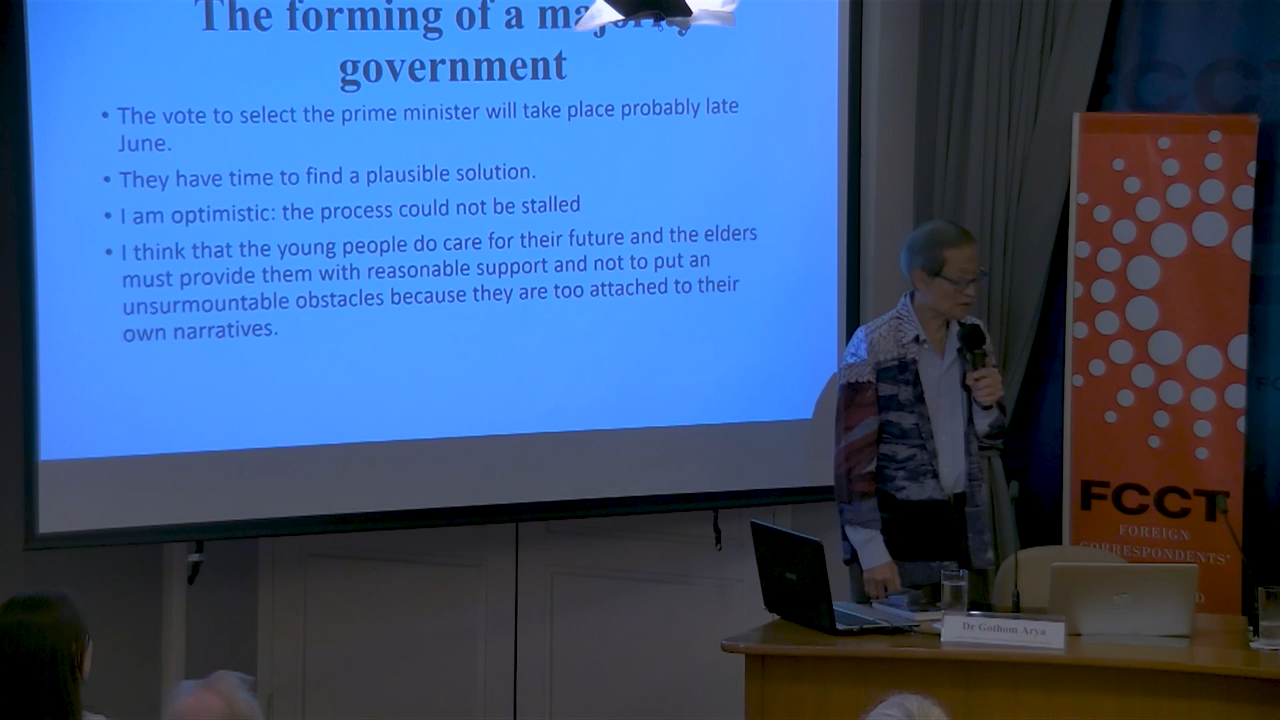 The forming of a majority
government
• The vote to select the prime minister will take place probably late
June.
• They have time to find a plausible solution.
• I am optimistic: the process could not be stalled
• I think that the young people do care for their future and the elders
must provide them with reasonable support and not to put an
unsurmountable obstacles because they are too attached to their
own narratives.
FCCT
FOREIGN
CORRESPONDENTS'
Dr Gothom Arya